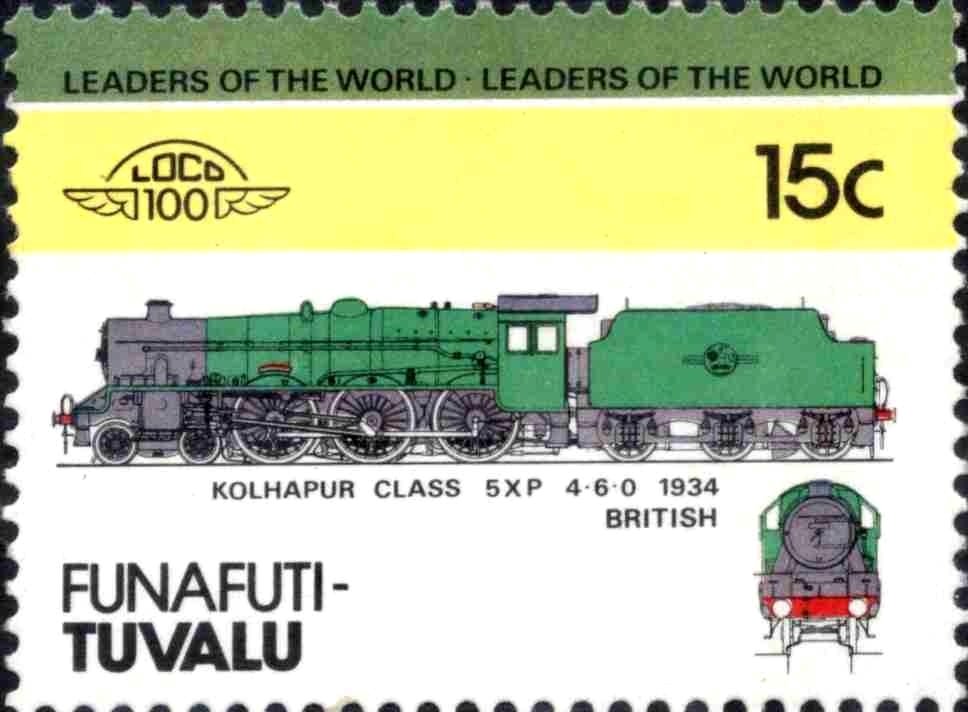 LEADERS OF THE WORLD · LEADERS OF THE WORLD
LOCO
100
15c
KOLHAPUR CLASS 5XP 4·6·0 1934
BRITISH
FUNAFUTI-
TUVALU